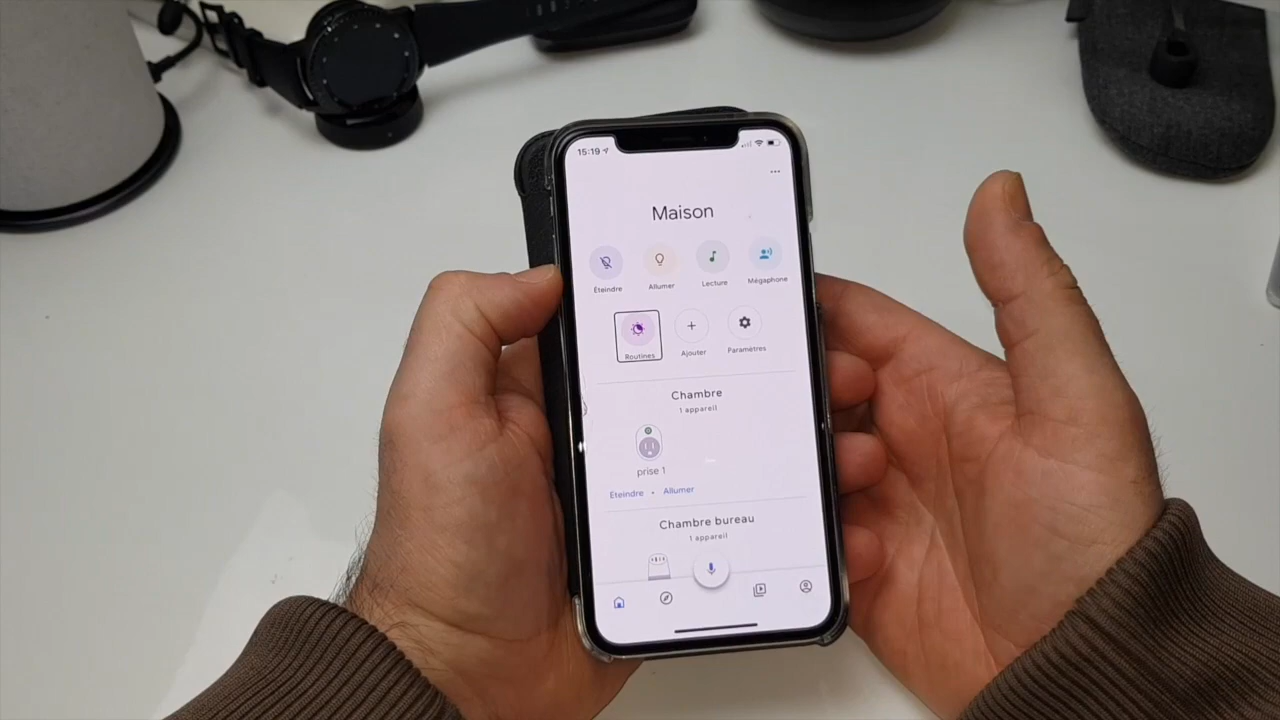 15:19
Maison
Éteindre Allumer Lecture Mégaphone
Routines Ajouter Paramètres
Chambre
1 appareil
prise 1
Éteindre • Allumer
Chambre bureau
1 appareil